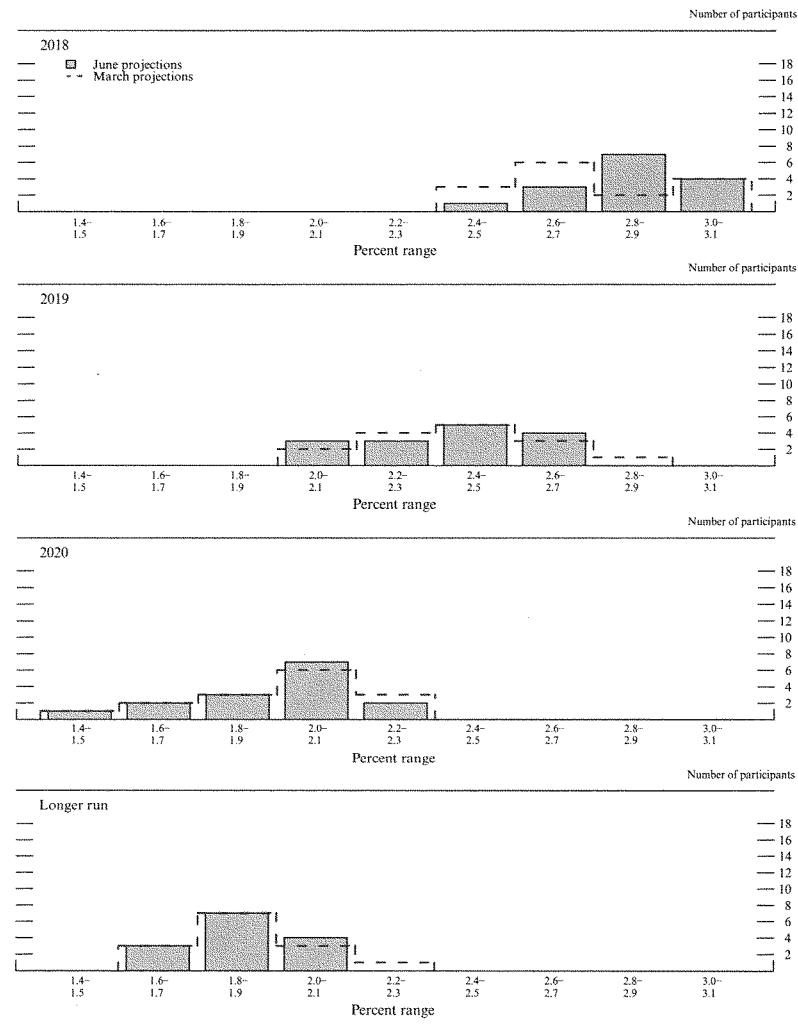 Number of participants
2018
June projections
March projections
18
16
14
12
10
8
6
4
2
1.4– 1.6– 1.8– 2.0– 2.2– 2.4– 2.6– 2.8– 3.0–
1.5 1.7 1.9 2.1 2.3 2.5 2.7 2.9 3.1
Percent range
Number of participants
2019
18
16
14
12
10
8
6
4
2
1.4– 1.6– 1.8– 2.0– 2.2– 2.4– 2.6– 2.8– 3.0–
1.5 1.7 1.9 2.1 2.3 2.5 2.7 2.9 3.1
Percent range
Number of participants
2020
18
16
14
12
10
8
6
4
2
1.4– 1.6– 1.8– 2.0– 2.2– 2.4– 2.6– 2.8– 3.0–
1.5 1.7 1.9 2.1 2.3 2.5 2.7 2.9 3.1
Percent range
Number of participants
Longer run
18
16
14
12
10
8
6
4
2
1.4– 1.6– 1.8– 2.0– 2.2– 2.4– 2.6– 2.8– 3.0–
1.5 1.7 1.9 2.1 2.3 2.5 2.7 2.9 3.1
Percent range